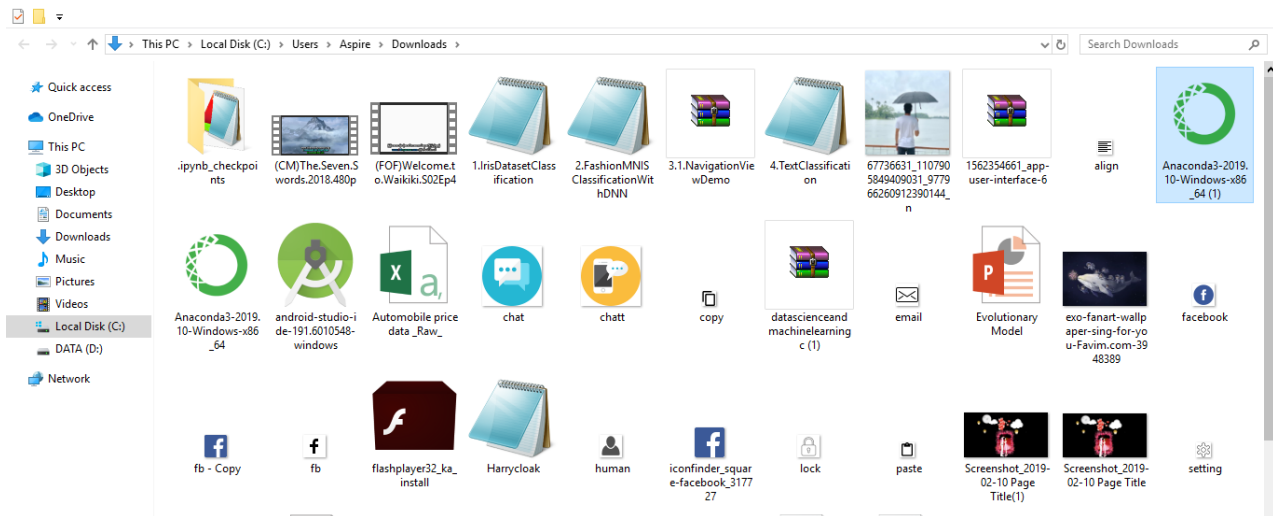 This PC > Local Disk (C:) > Users > Aspire > Downloads >
Search Downloads
Quick access
OneDrive
This PC
3D Objects
Desktop
Documents
Downloads
Music
Pictures
Videos
Local Disk (C:)
DATA (D:)
Network
.ipynb_checkpoi
nts
(CM)The.Seven.S
words.2018.480p
(FOF)Welcome.t
o.Waikiki.S02Ep4
1.IrisDatasetClass
ification
2.FashionMNIS
ClassificationWit
hDNN
3.1.NavigationVie
wDemo
4.TextClassificati
on
67736631_110790
5849409031_9779
66260912390144_
n
1562354661_app-
user-interface-6
align
Anaconda3-2019.
10-Windows-x86
_64 (1)
Anaconda3-2019.
10-Windows-x86
_64
android-studio-i
de-191.6010548-
windows
Automobile price
data _Raw_
chat
chatt
copy
datascienceand
machinelearning
c (1)
email
Evolutionary
Model
exo-fanart-wallp
aper-sing-for-yo
u-Favim.com-39
48389
facebook
fb - Copy
fb
flashplayer32_ka_
install
Harrycloak
human
iconfinder_squar
e-facebook_3177
27
lock
paste
Screenshot_2019-
02-10 Page
Title(1)
Screenshot_2019-
02-10 Page Title
setting